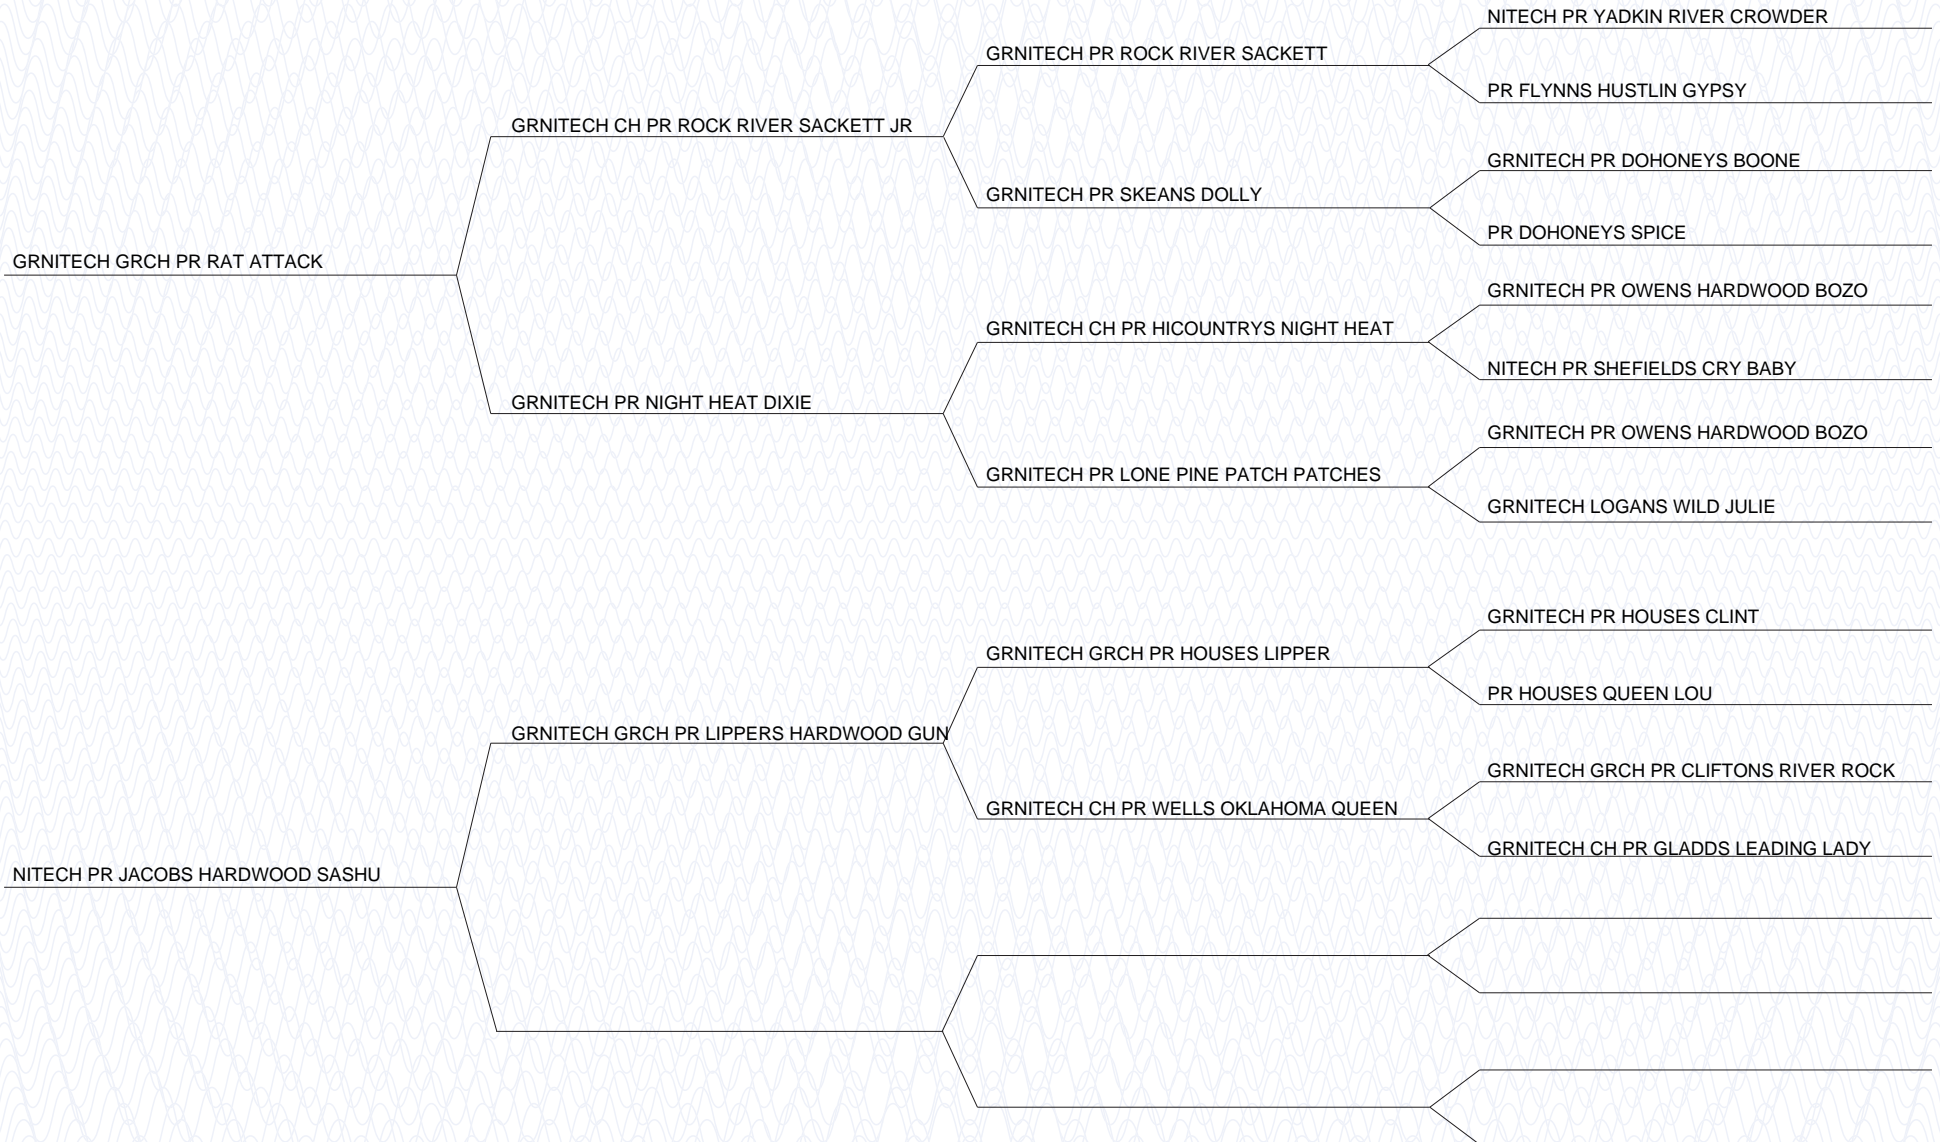 NITECH PR YADKIN RIVER CROWDER
GRNITECH PR ROCK RIVER SACKETT
PR FLYNNS HUSTLIN GYPSY
GRNITECH CH PR ROCK RIVER SACKETT JR
GRNITECH PR DOHONEYS BOONE
GRNITECH PR SKEANS DOLLY
PR DOHONEYS SPICE
GRNITECH GRCH PR RAT ATTACK
GRNITECH PR OWENS HARDWOOD BOZO
GRNITECH CH PR HICOUNTRYS NIGHT HEAT
NITECH PR SHEFIELDS CRY BABY
GRNITECH PR NIGHT HEAT DIXIE
GRNITECH PR OWENS HARDWOOD BOZO
GRNITECH PR LONE PINE PATCH PATCHES
GRNITECH LOGANS WILD JULIE
GRNITECH PR HOUSES CLINT
GRNITECH GRCH PR HOUSES LIPPER
PR HOUSES QUEEN LOU
GRNITECH GRCH PR LIPPERS HARDWOOD GUN
GRNITECH GRCH PR CLIFTONS RIVER ROCK
GRNITECH CH PR WELLS OKLAHOMA QUEEN
GRNITECH CH PR GLADDS LEADING LADY
NITECH PR JACOBS HARDWOOD SASHU